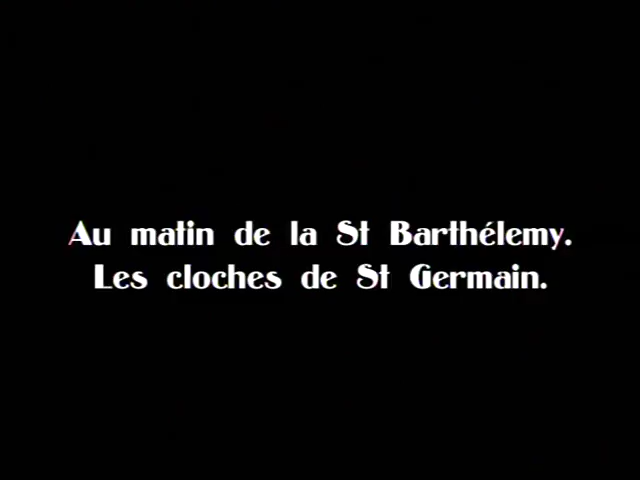 Au matin de la St Barthélemy.
Les cloches de St Germain.